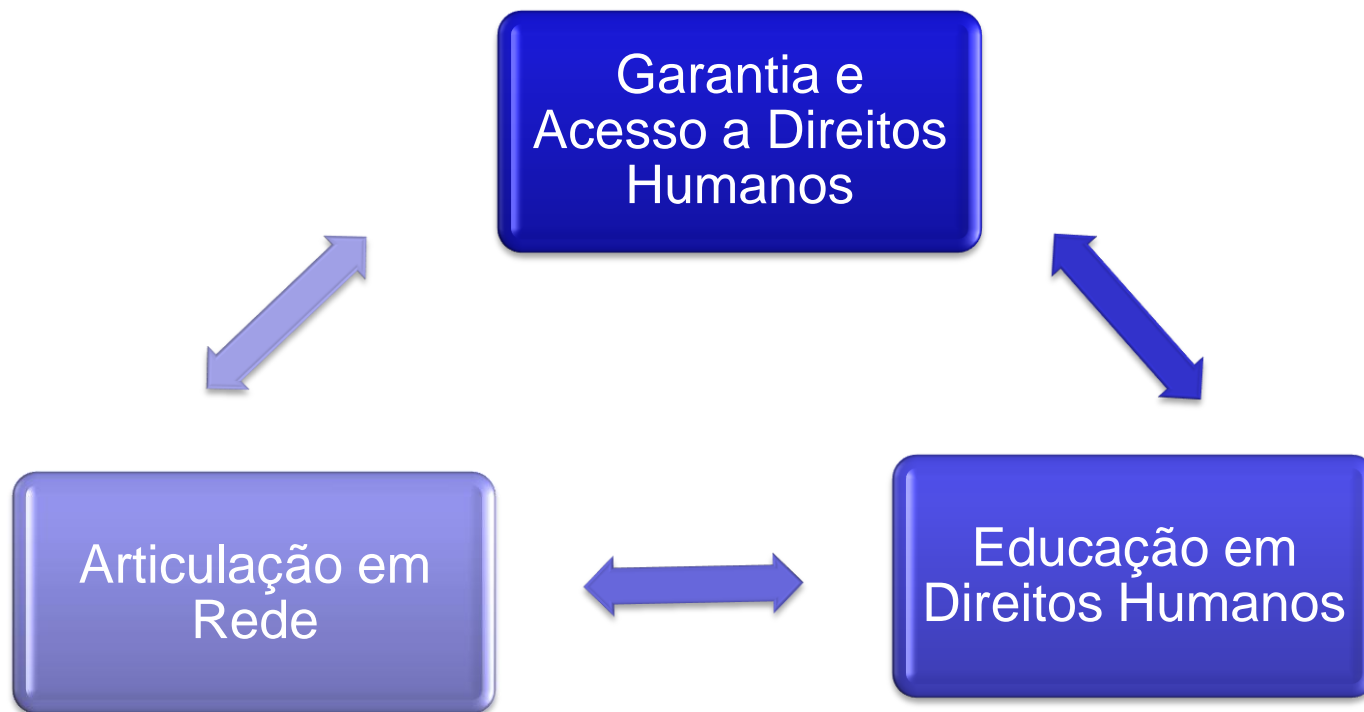 Garantia e
Acesso a Direitos
Humanos
Articulação em
Rede
Educação em
Direitos Humanos